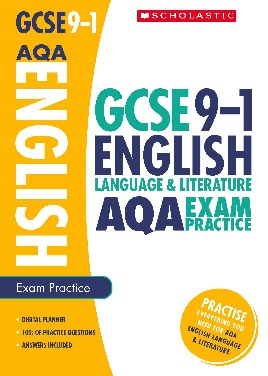 GCSE 9–1
AQA
ENGLISH
Exam Practice
• DIGITAL PLANNER
• 100s OF PRACTICE QUESTIONS
• ANSWERS INCLUDED
SCHOLASTIC
GCSE 9–1
ENGLISH
LANGUAGE & LITERATURE
AQA EXAM
PRACTICE
PRACTISE
EVERYTHING YOU
NEED FOR AQA
ENGLISH LANGUAGE
& LITERATURE